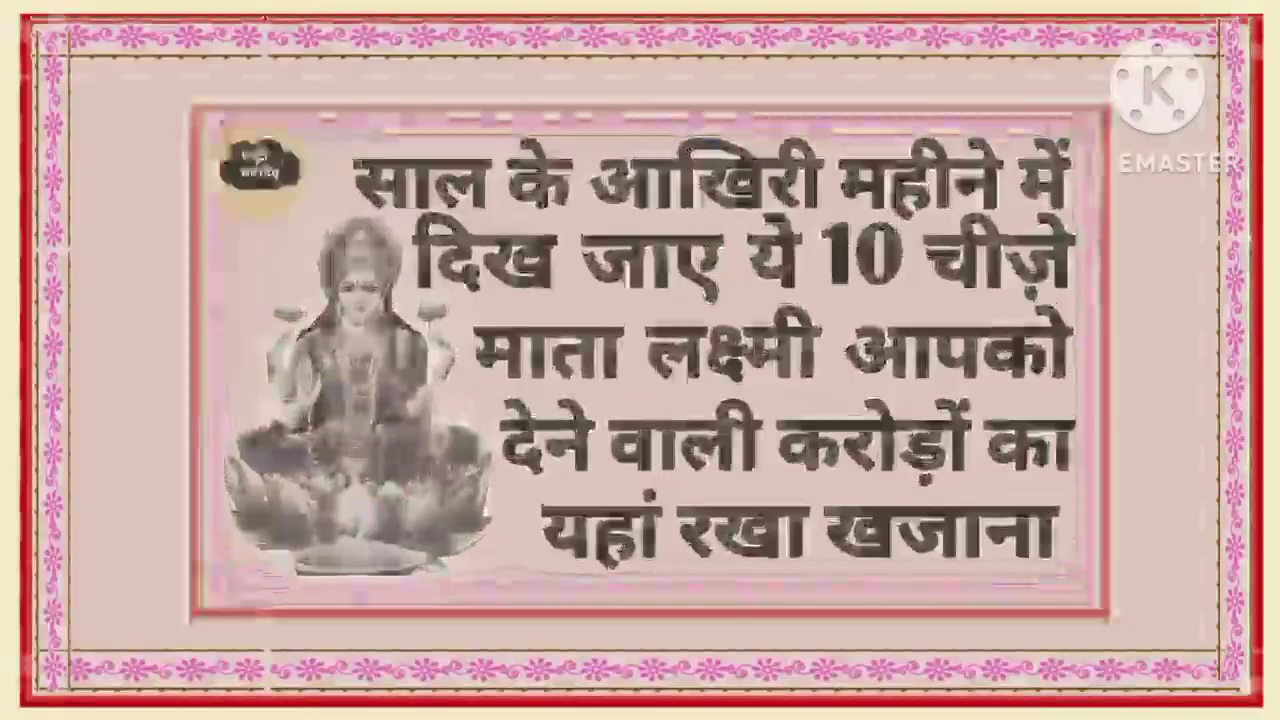 साल के आखिरी महीने में
दिख जाए ये 10 चीज़े
माता लक्ष्मी आपको
देने वाली करोड़ों का
यहां रखा खजाना
K
EMASTER